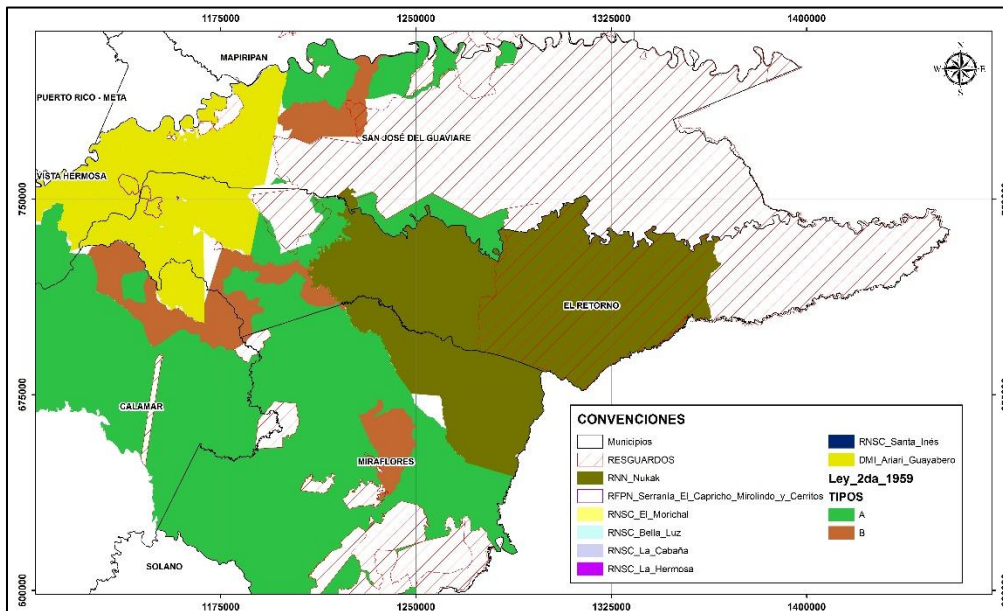 1175000 1250000 1325000 1400000
MAPIRIPAN
N
W E
S
PUERTO RICO - META
SAN JOSÉ DEL GUAVIARE
VISTA HERMOSA
750000
EL RETORNO
675000
CALAMAR
MIRAFLORES
SOLANO
600000
CONVENCIONES
Municipios
RESGUARDOS
RNN_Nukak
RFPN_Serranía_El_Capricho_Mirolindo_y_Cerritos
RNSC_El_Morichal
RNSC_Bella_Luz
RNSC_La_Cabaña
RNSC_La_Hermosa
RNSC_Santa_Inés
DMI_Ariari_Guayabero
Ley_2da_1959
TIPOS
A
B
1175000 1250000 1325000 1400000